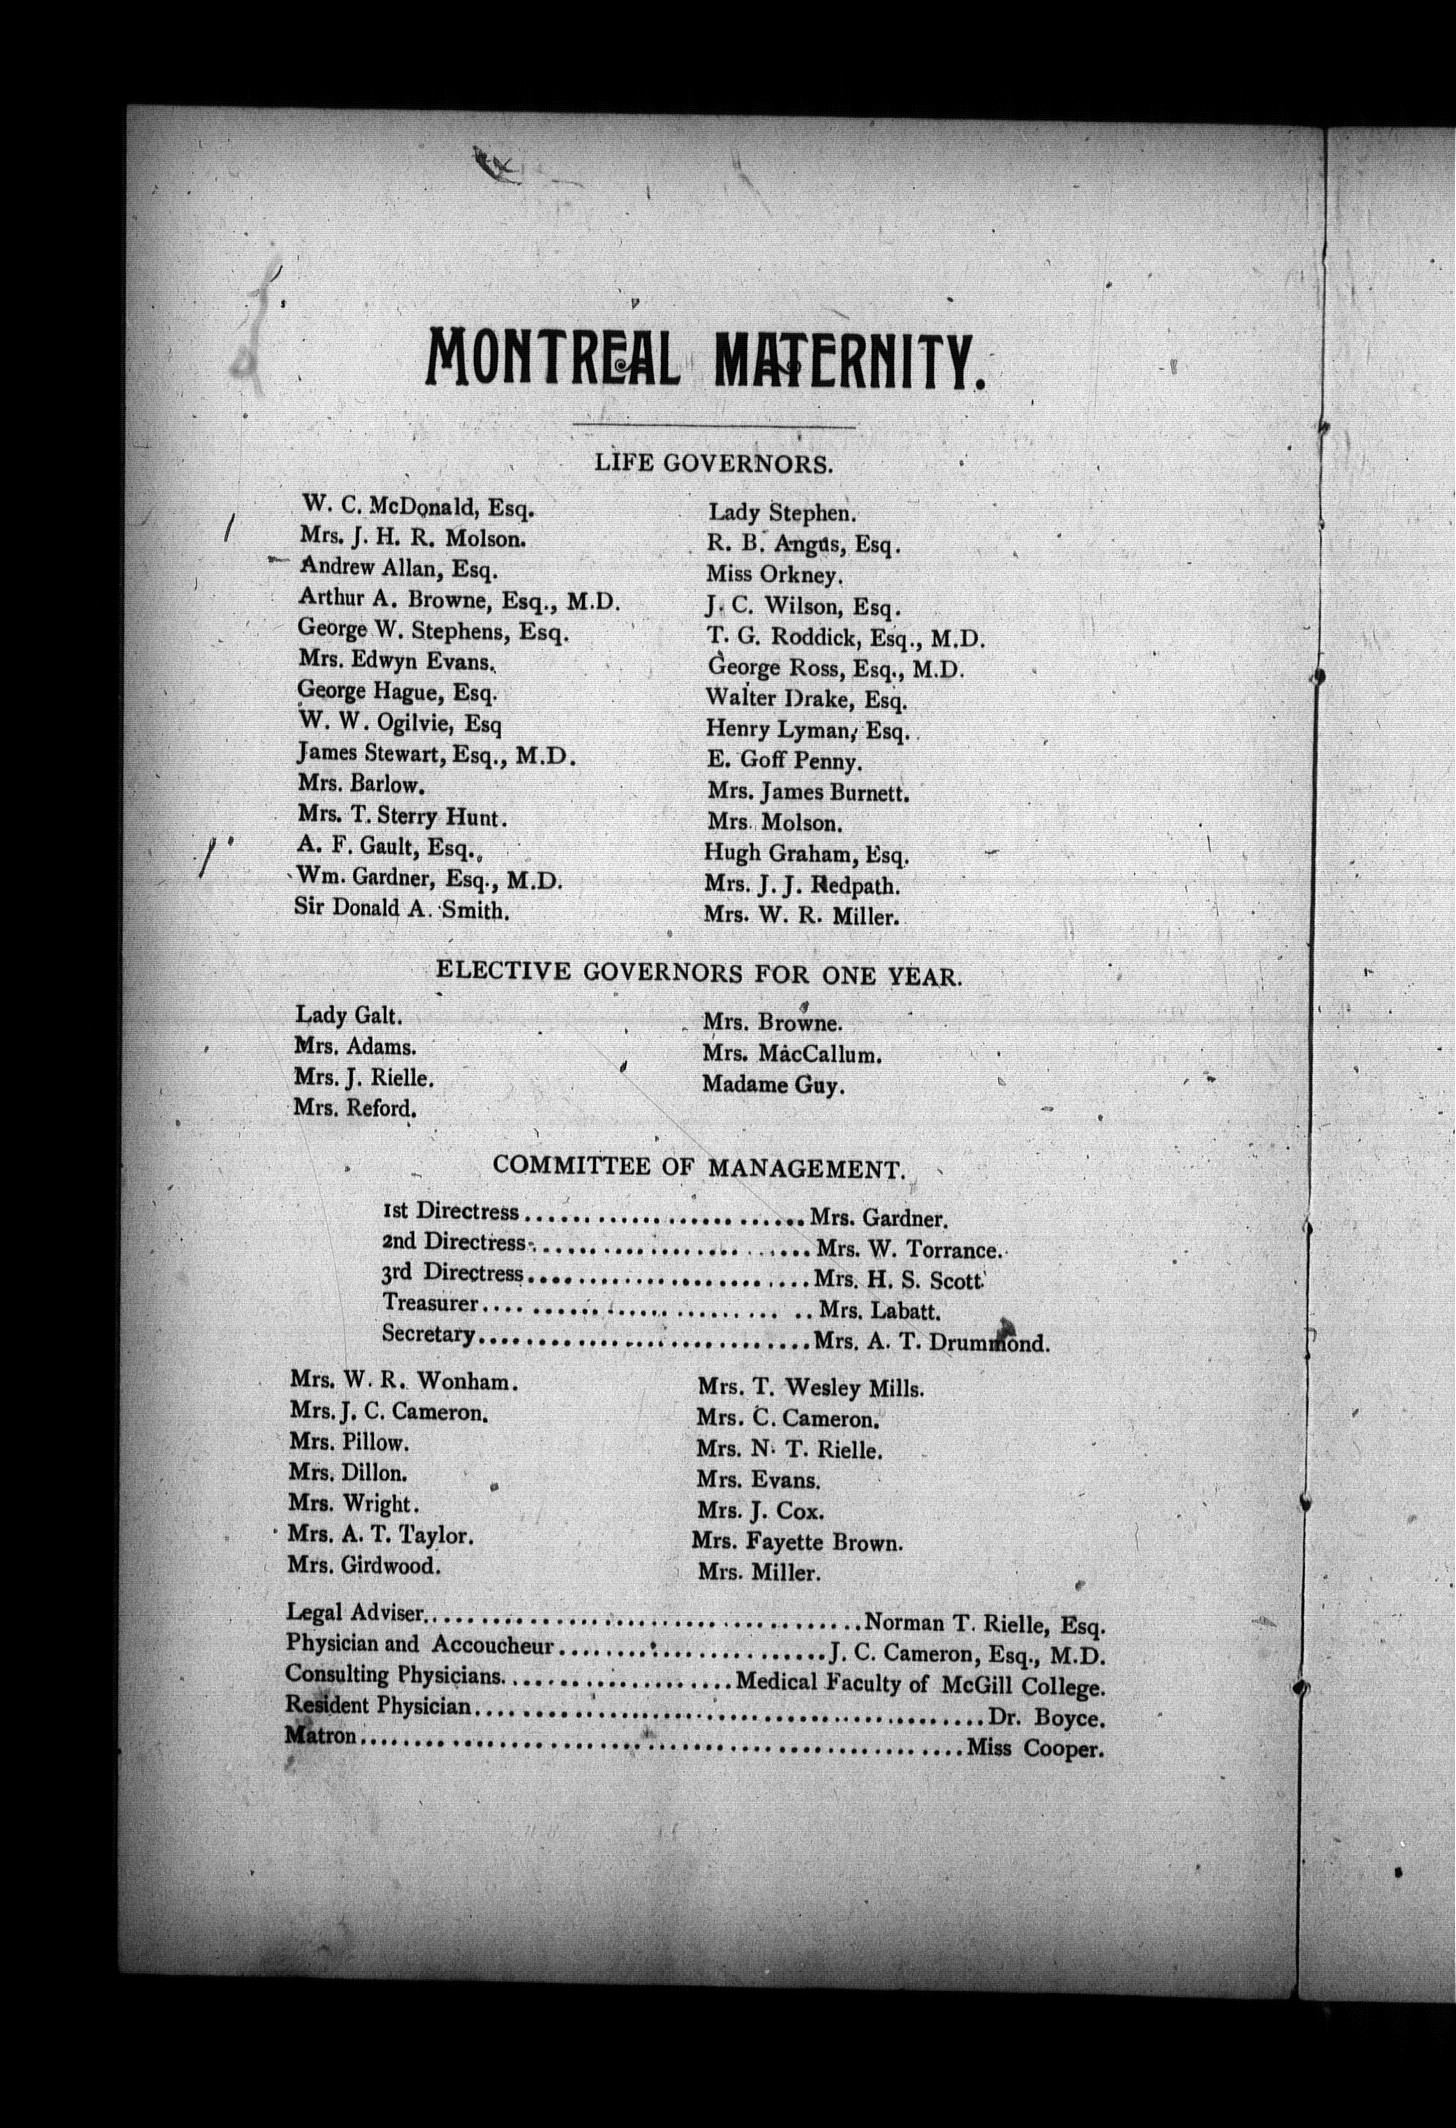 MONTREAL MATERNITY.
LIFE GOVERNORS.
W. C. McDonald, Esq.
Mrs. J. H. R. Molson.
Andrew Allan, Esq.
Arthur A. Browne, Esq., M.D.
George W. Stephens, Esq.
Mrs. Edwyn Evans.
George Hague, Esq.
W. W. Ogilvie, Esq
James Stewart, Esq., M.D.
Mrs. Barlow.
Mrs. T. Sterry Hunt.
A. F. Gault, Esq.
Wm. Gardner, Esq., M.D.
Sir Donald A. Smith.
Lady Stephen.
R. B. Angus, Esq.
Miss Orkney.
J. C. Wilson, Esq.
T. G. Roddick, Esq., M.D.
George Ross, Esq., M.D.
Walter Drake, Esq.
Henry Lyman, Esq.
E. Goff Penny.
Mrs. James Burnett.
Mrs. Molson.
Hugh Graham, Esq.
Mrs. J. J. Redpath.
Mrs. W. R. Miller.
ELECTIVE GOVERNORS FOR ONE YEAR.
Lady Galt.
Mrs. Adams.
Mrs. J. Rielle.
Mrs. Reford.
Mrs. Browne.
Mrs. MacCallum.
Madame Guy.
COMMITTEE OF MANAGEMENT.
1st Directress........................Mrs. Gardner.
2nd Directress........................Mrs. W. Torrance.
3rd Directress........................Mrs. H. S. Scott.
Treasurer...........................Mrs. Labatt.
Secretary...........................Mrs. A. T. Drummond.
Mrs. W. R. Wonham.
Mrs. J. C. Cameron.
Mrs. Pillow.
Mrs. Dillon.
Mrs. Wright.
Mrs. A. T. Taylor.
Mrs. Girdwood.
Mrs. T. Wesley Mills.
Mrs. C. Cameron.
Mrs. N. T. Rielle.
Mrs. Evans.
Mrs. J. Cox.
Mrs. Fayette Brown.
Mrs. Miller.
Legal Adviser....................................Norman T. Rielle, Esq.
Physician and Accoucheur......................J. C. Cameron, Esq., M.D.
Consulting Physicians...................Medical Faculty of McGill College.
Resident Physician..........................................Dr. Boyce.
Matron.................................................Miss Cooper.